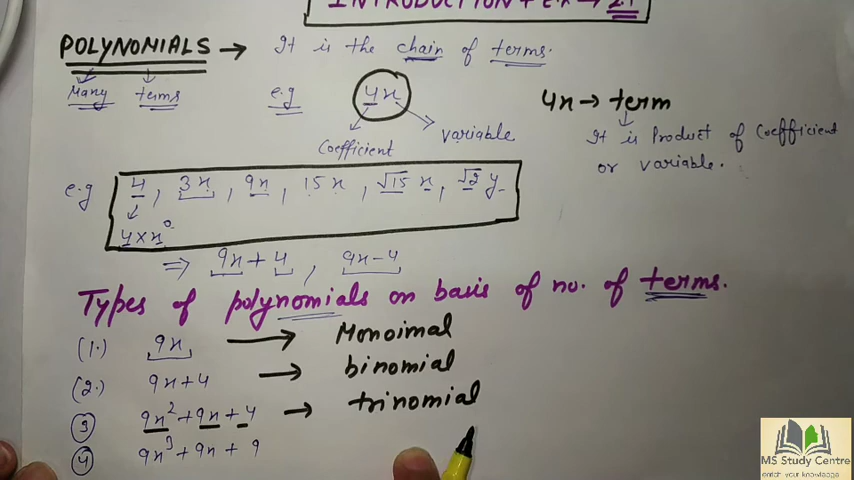 INTRODUCTION + EX → 2.1
POLYNOMIALS → It is the chain of terms.
Many terms
e.g 4x
Coefficient variable
4x → term
It is Product of Coefficient
or variable.
e.g 4, 3x, 9x, 15x, √15 x, √2 y
4×x⁰
⇒ 9x+4, 9x-4
Types of polynomials on basis of no. of terms.
(1.) 9x → Monoimal
(2.) 9x+4 → binomial
3 9x²+9x+4 → trinomial
4 9x³+9x+9
MS Study Centre
enrich your knowledge